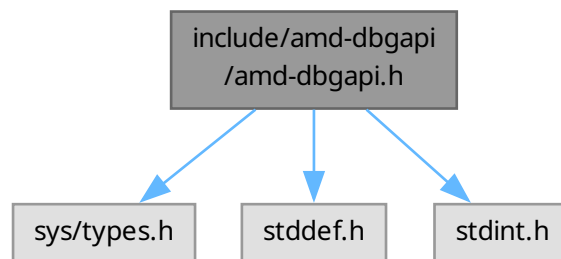 include/amd-dbgapi
/amd-dbgapi.h
sys/types.h
stddef.h
stdint.h